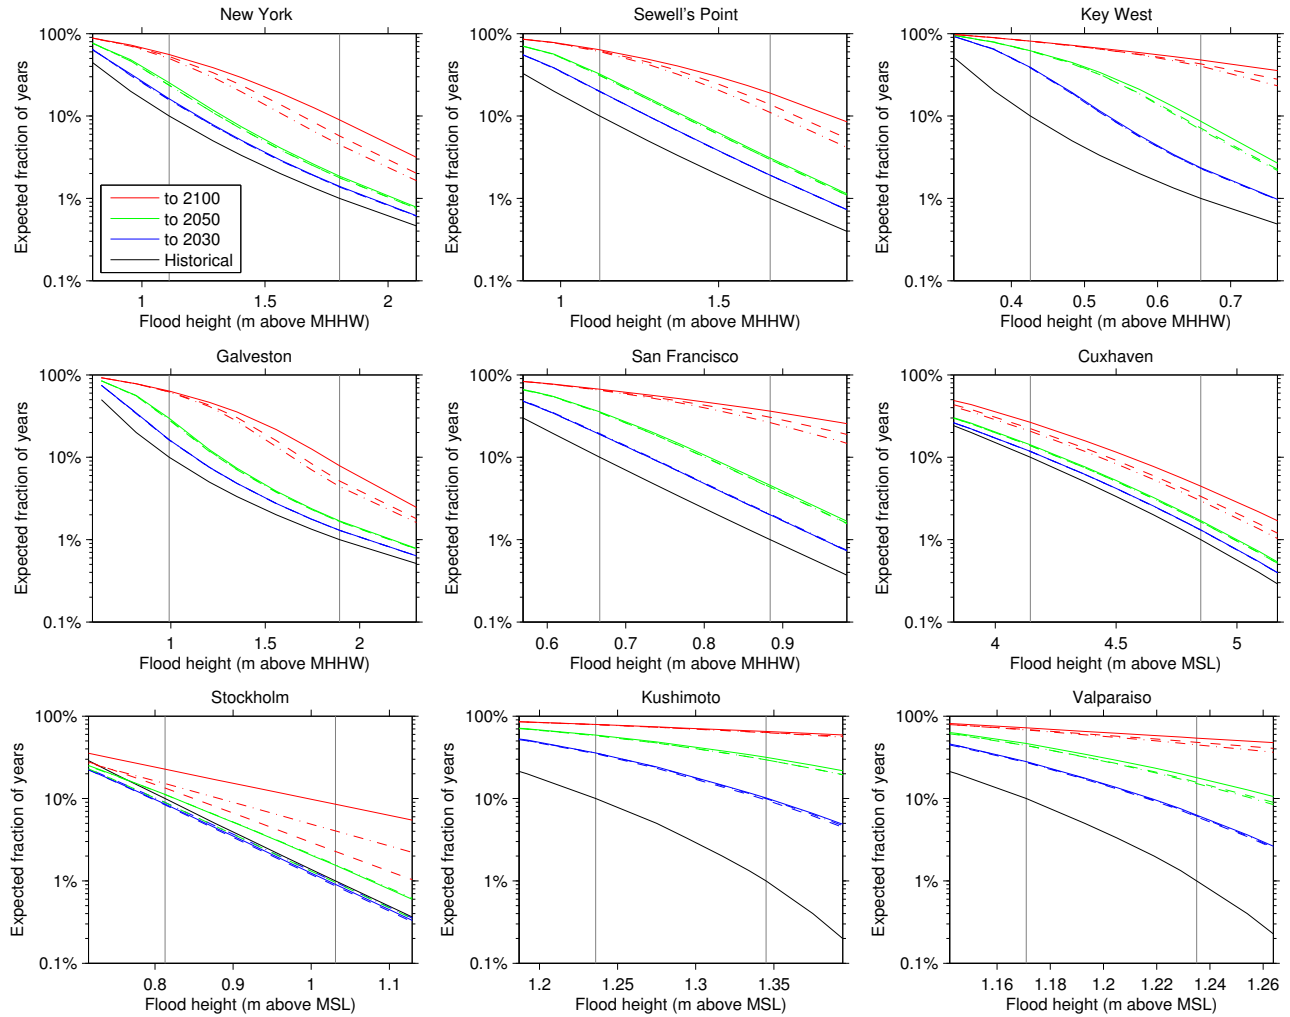 New York
Expected fraction of years
100%
10%
1%
0.1%
to 2100
to 2050
to 2030
Historical
1
1.5
2
Flood height (m above MHHW)
Sewell's Point
Expected fraction of years
100%
10%
1%
0.1%
1
1.5
Flood height (m above MHHW)
Key West
Expected fraction of years
100%
10%
1%
0.1%
0.4
0.5
0.6
0.7
Flood height (m above MHHW)
Galveston
Expected fraction of years
100%
10%
1%
0.1%
1
1.5
2
Flood height (m above MHHW)
San Francisco
Expected fraction of years
100%
10%
1%
0.1%
0.6
0.7
0.8
0.9
Flood height (m above MHHW)
Cuxhaven
Expected fraction of years
100%
10%
1%
0.1%
4
4.5
5
Flood height (m above MSL)
Stockholm
Expected fraction of years
100%
10%
1%
0.1%
0.8
0.9
1
1.1
Flood height (m above MSL)
Kushimoto
Expected fraction of years
100%
10%
1%
0.1%
1.2
1.25
1.3
1.35
Flood height (m above MSL)
Valparaiso
Expected fraction of years
100%
10%
1%
0.1%
1.16
1.18
1.2
1.22
1.24
1.26
Flood height (m above MSL)